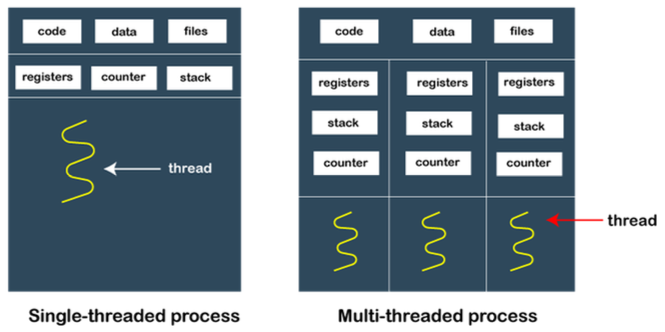 code data files
registers counter stack
thread
Single-threaded process
code data files
registers registers registers
stack stack stack
counter counter counter
thread
Multi-threaded process